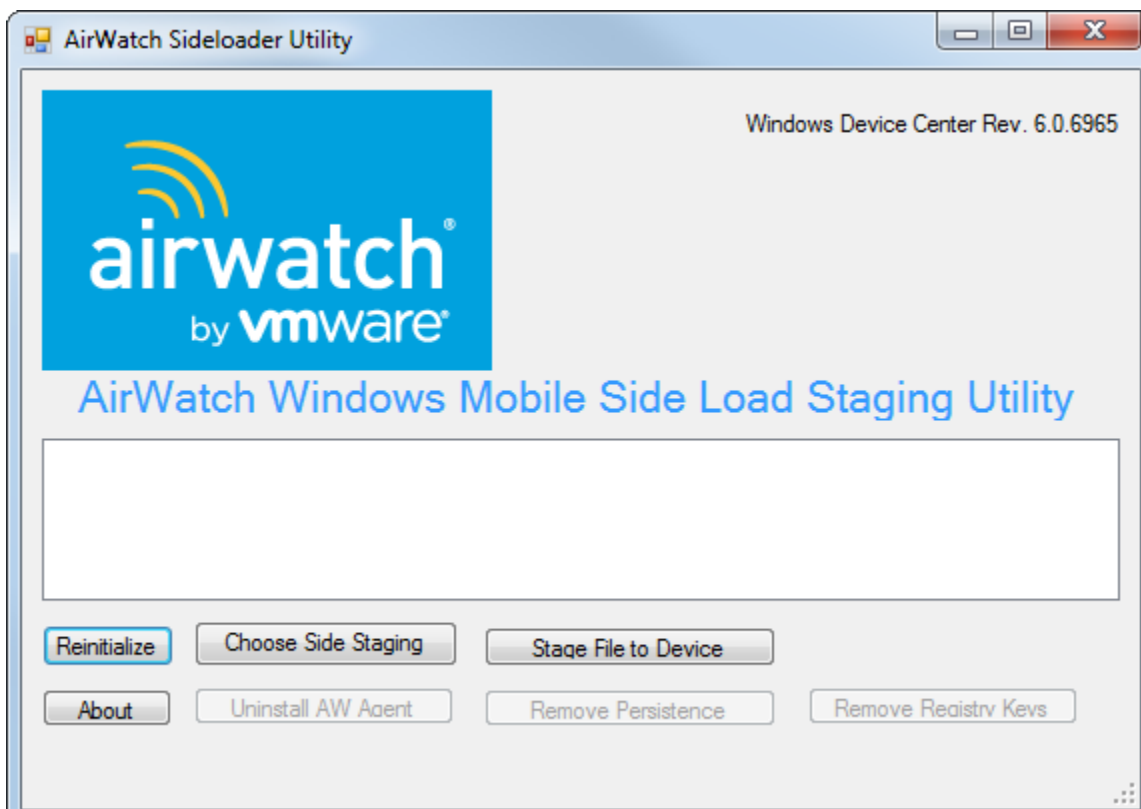 AirWatch Sideloader Utility
Windows Device Center Rev. 6.0.6965
airwatch®
by vmware®
AirWatch Windows Mobile Side Load Staging Utility
Reinitialize
Choose Side Staging
Stage File to Device
About
Uninstall AW Agent
Remove Persistence
Remove Registry Keys